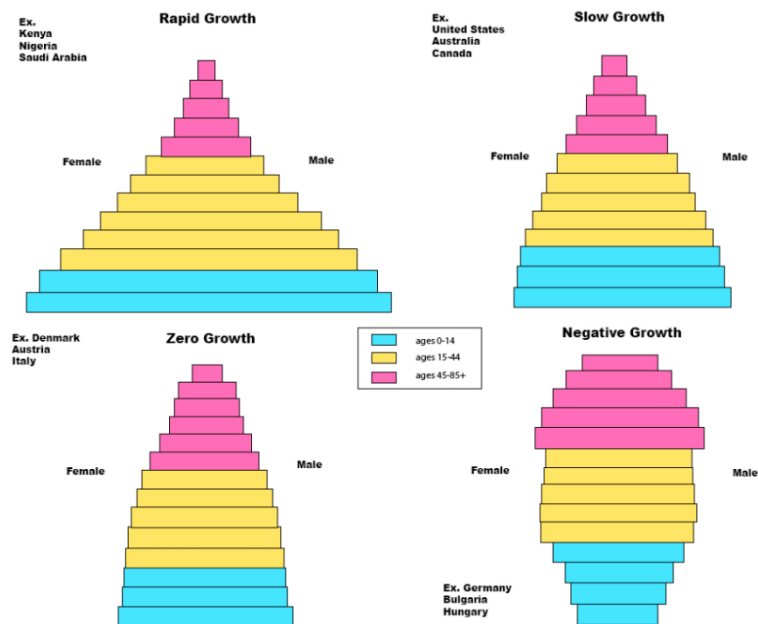 Ex.
Kenya
Nigeria
Saudi Arabia
Rapid Growth
Female
Male
Ex.
United States
Australia
Canada
Slow Growth
Female
Male
Ex. Denmark
Austria
Italy
Zero Growth
Female
Male
ages 0-14
ages 15-44
ages 45-85+
Negative Growth
Female
Male
Ex. Germany
Bulgaria
Hungary